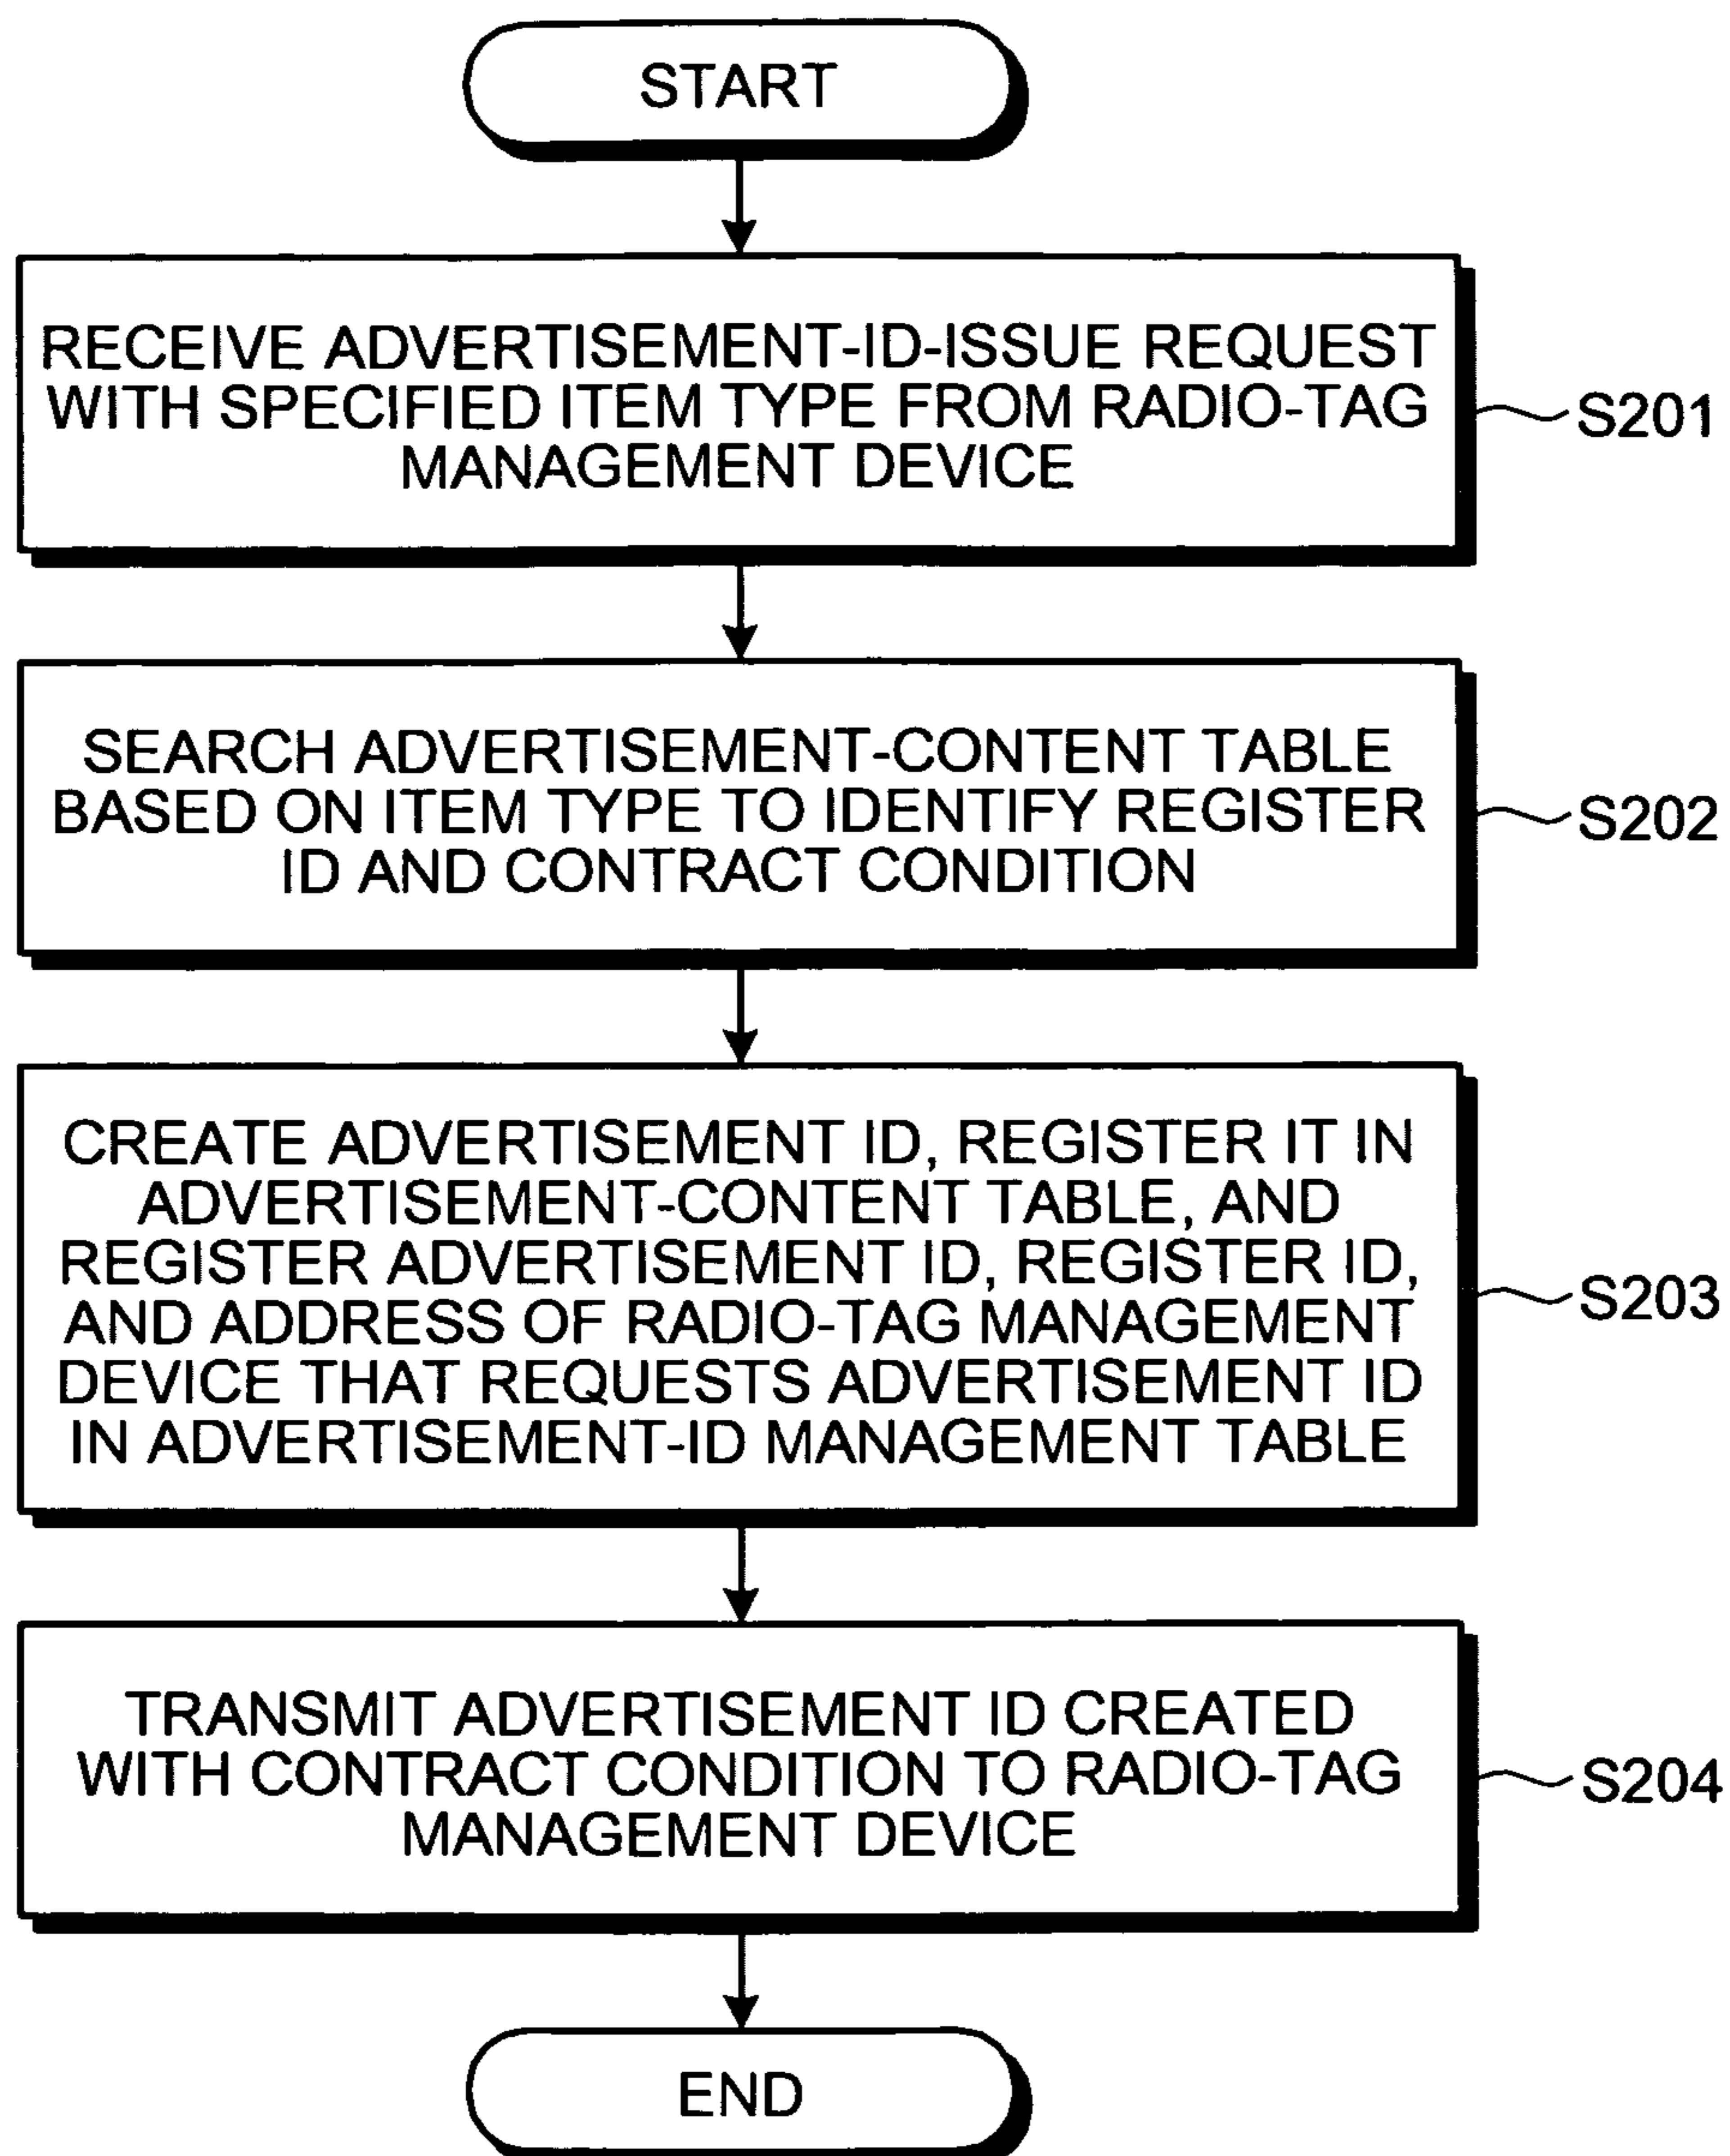 START
RECEIVE ADVERTISEMENT-ID-ISSUE REQUEST
WITH SPECIFIED ITEM TYPE FROM RADIO-TAG
MANAGEMENT DEVICE
S201
SEARCH ADVERTISEMENT-CONTENT TABLE
BASED ON ITEM TYPE TO IDENTIFY REGISTER
ID AND CONTRACT CONDITION
S202
CREATE ADVERTISEMENT ID, REGISTER IT IN
ADVERTISEMENT-CONTENT TABLE, AND
REGISTER ADVERTISEMENT ID, REGISTER ID,
AND ADDRESS OF RADIO-TAG MANAGEMENT
DEVICE THAT REQUESTS ADVERTISEMENT ID
IN ADVERTISEMENT-ID MANAGEMENT TABLE
S203
TRANSMIT ADVERTISEMENT ID CREATED
WITH CONTRACT CONDITION TO RADIO-TAG
MANAGEMENT DEVICE
S204
END